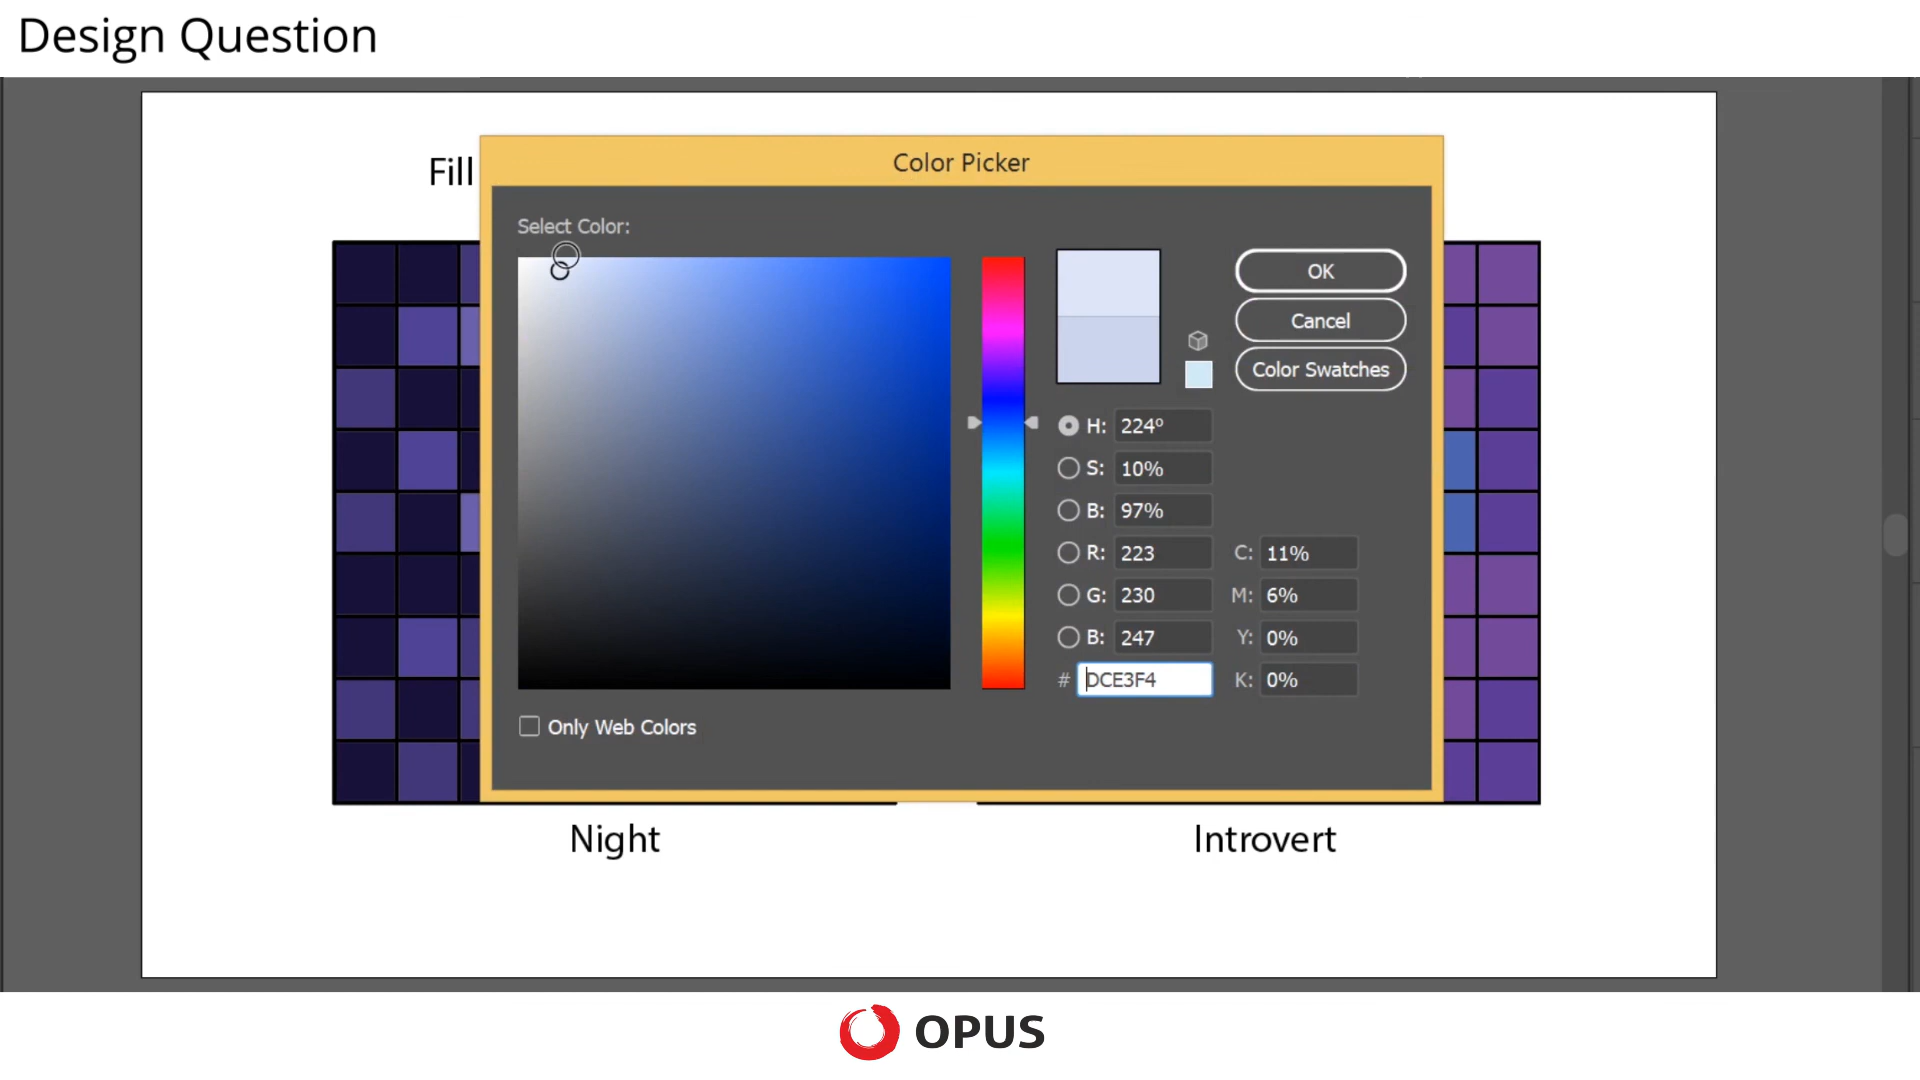 Design Question
Fill
Color Picker
Select Color:
OK
Cancel
Color Swatches
H: 224º
S: 10%
B: 97%
R: 223 C: 11%
G: 230 M: 6%
B: 247 Y: 0%
# DCE3F4 K: 0%
Only Web Colors
Night Introvert
OPUS